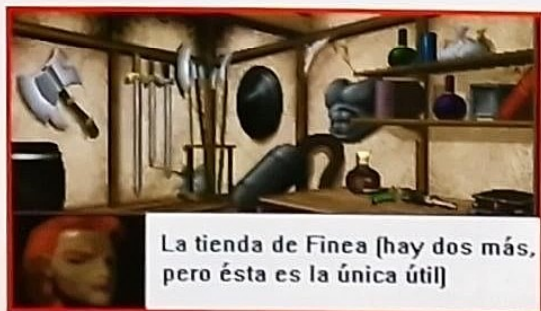 La tienda de Finea (hay dos más,
pero ésta es la única útil)